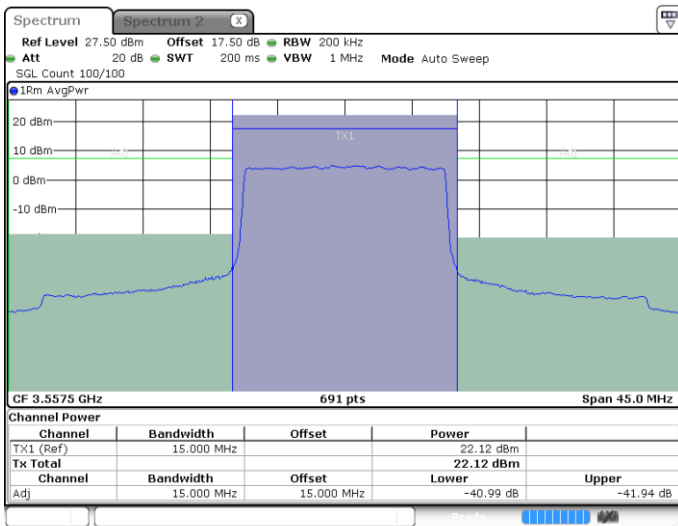 Spectrum Spectrum 2 X
Ref Level 27.50 dBm Offset 17.50 dB RBW 200 kHz
Att 20 dB SWT 200 ms VBW 1 MHz Mode Auto Sweep
SGL Count 100/100
1Rm AvgPwr
20 dBm
TX1
10 dBm
Adj Adj
0 dBm
-10 dBm
CF 3.5575 GHz 691 pts Span 45.0 MHz
Channel Power
Channel Bandwidth Offset Power
TX1 (Ref) 15.000 MHz 22.12 dBm
Tx Total 22.12 dBm
Channel Bandwidth Offset Lower Upper
Adj 15.000 MHz 15.000 MHz -40.99 dB -41.94 dB
Ready